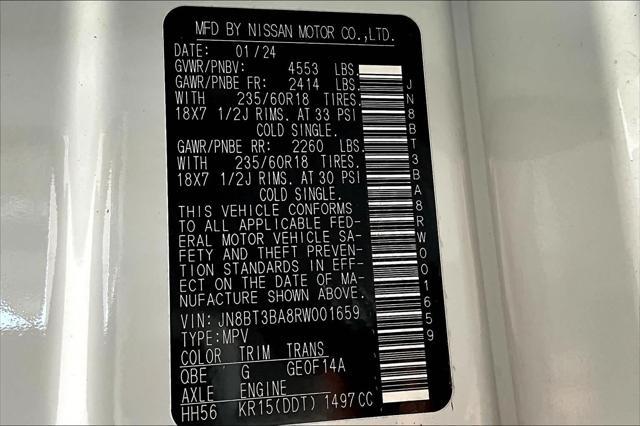 MFD BY NISSAN MOTOR CO.,LTD.
DATE: 01/24
GVWR/PNBV: 4553 LBS.
GAWR/PNBE FR: 2414 LBS.
WITH 235/60R18 TIRES.
18X7 1/2J RIMS. AT 33 PSI
COLD SINGLE.
GAWR/PNBE RR: 2260 LBS.
WITH 235/60R18 TIRES.
18X7 1/2J RIMS. AT 30 PSI
COLD SINGLE.
THIS VEHICLE CONFORMS
TO ALL APPLICABLE FED-
ERAL MOTOR VEHICLE SA-
FETY AND THEFT PREVEN-
TION STANDARDS IN EFF-
ECT ON THE DATE OF MA-
NUFACTURE SHOWN ABOVE.
VIN: JN8BT3BA8RW001659
TYPE:MPV
COLOR TRIM TRANS
QBE G GE0F14A
AXLE ENGINE
HH56 KR15(DDT) 1497CC
JN8BT3BA8RW001659